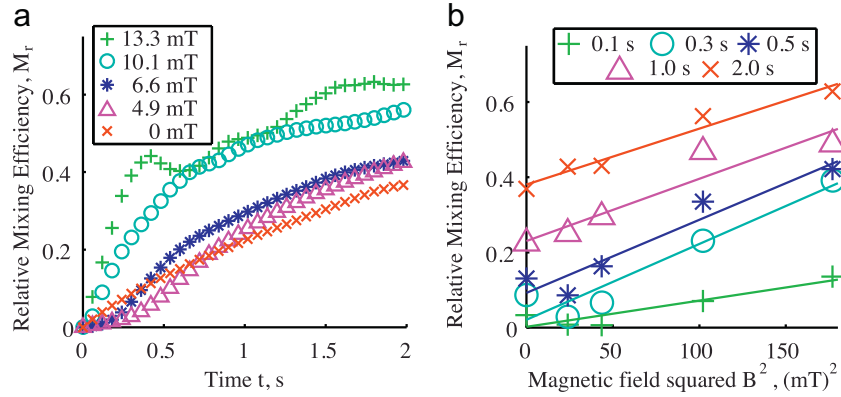 a
Relative Mixing Efficiency, M_r
0.6
0.4
0.2
0
13.3 mT
10.1 mT
6.6 mT
4.9 mT
0 mT
0 0.5 1 1.5 2
Time t, s
b
Relative Mixing Efficiency, M_r
0.6
0.4
0.2
0
0.1 s 0.3 s 0.5 s
1.0 s 2.0 s
0 50 100 150
Magnetic field squared B², (mT)²